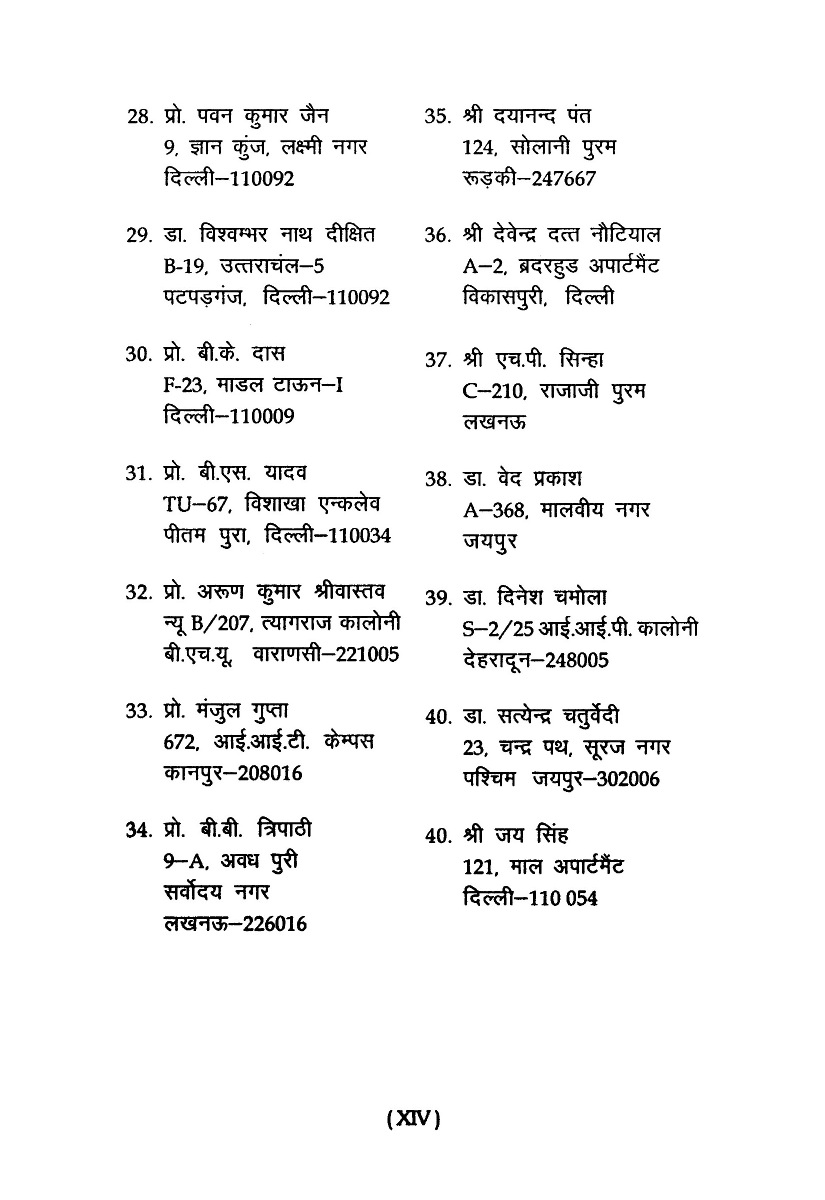 28. प्रो. पवन कुमार जैन
9, ज्ञान कुंज, लक्ष्मी नगर
दिल्ली–110092
29. डा. विश्वम्भर नाथ दीक्षित
B-19, उत्तराचंल–5
पटपड़गंज, दिल्ली–110092
30. प्रो. बी.के. दास
F-23, माडल टाऊन–I
दिल्ली–110009
31. प्रो. बी.एस. यादव
TU–67, विशाखा एन्कलेव
पीतम पुरा, दिल्ली–110034
32. प्रो. अरूण कुमार श्रीवास्तव
न्यू B/207, त्यागराज कालोनी
बी.एच.यू. वाराणसी–221005
33. प्रो. मंजुल गुप्ता
672, आई.आई.टी. केम्पस
कानपुर–208016
34. प्रो. बी.बी. त्रिपाठी
9–A, अवध पुरी
सर्वोदय नगर
लखनऊ–226016
35. श्री दयानन्द पंत
124, सोलानी पुरम
रूड़की–247667
36. श्री देवेन्द्र दत्त नौटियाल
A–2, ब्रदरहुड अपार्टमैंट
विकासपुरी, दिल्ली
37. श्री एच.पी. सिन्हा
C–210, राजाजी पुरम
लखनऊ
38. डा. वेद प्रकाश
A–368, मालवीय नगर
जयपुर
39. डा. दिनेश चमोला
S–2/25 आई.आई.पी. कालोनी
देहरादून–248005
40. डा. सत्येन्द्र चतुर्वेदी
23, चन्द्र पथ, सूरज नगर
पश्चिम जयपुर–302006
40. श्री जय सिंह
121, माल अपार्टमैंट
दिल्ली–110 054
(XIV)